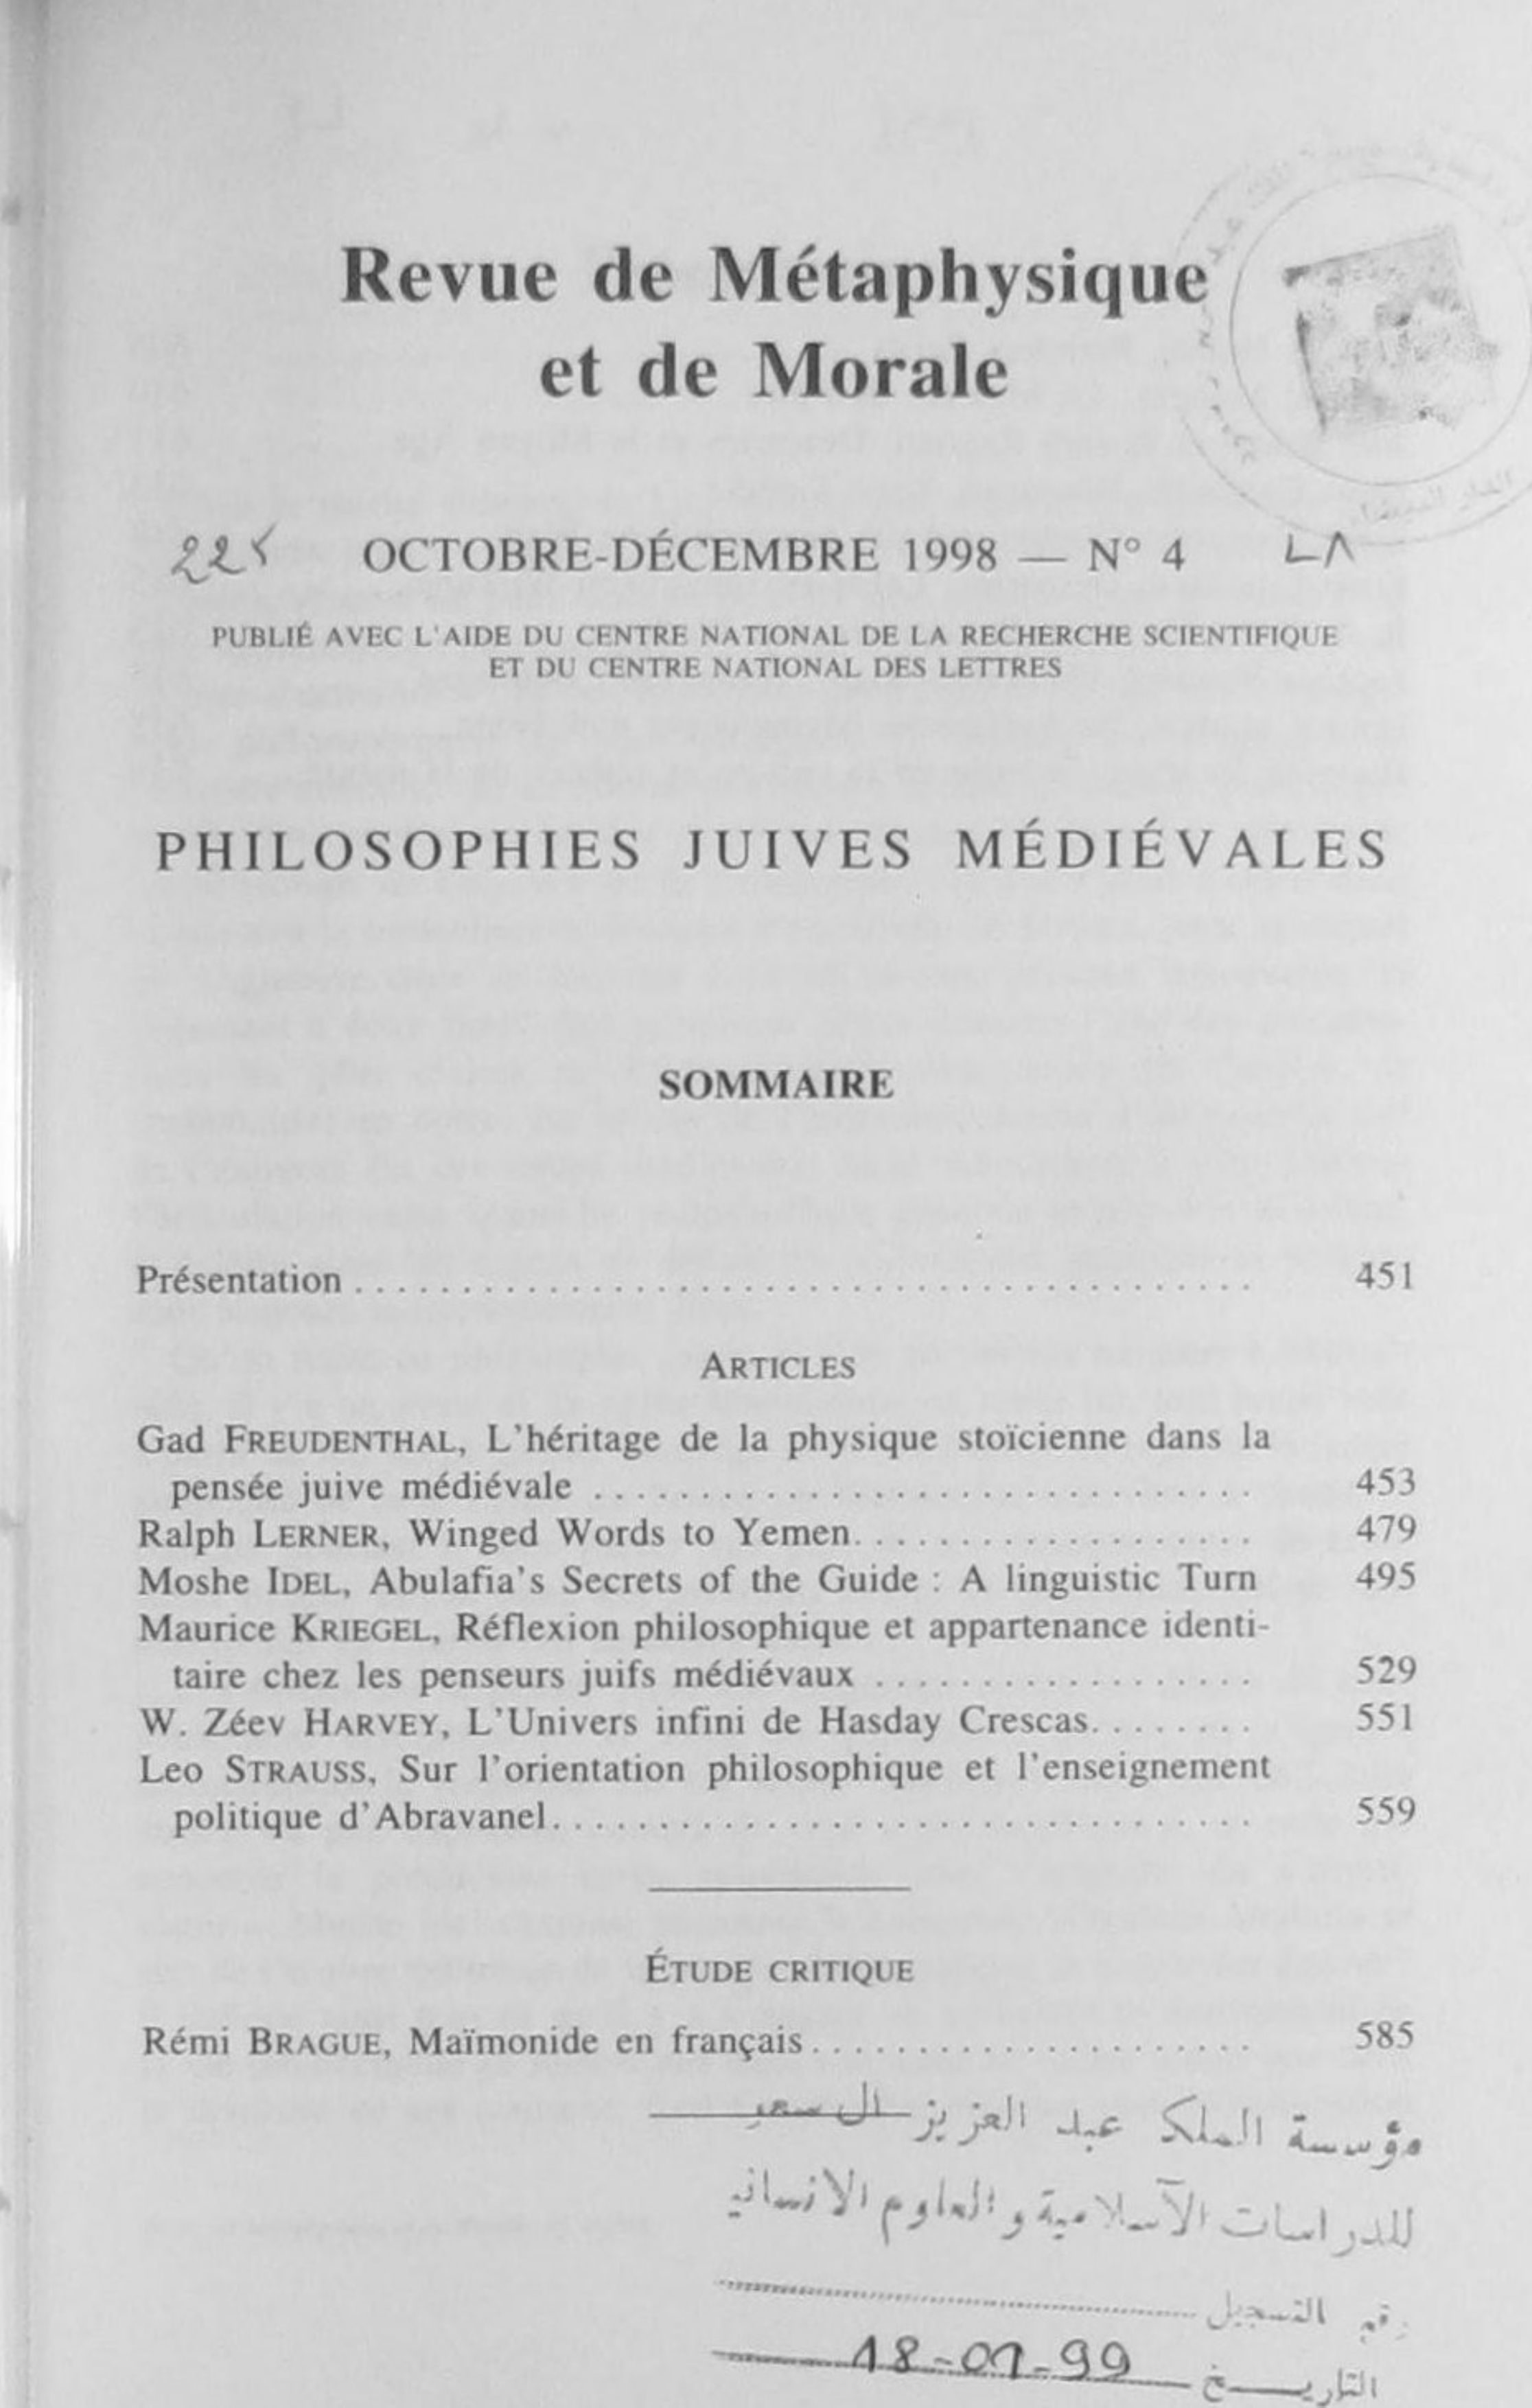 Revue de Métaphysique
et de Morale
OCTOBRE-DÉCEMBRE 1998 — N° 4
PUBLIÉ AVEC L'AIDE DU CENTRE NATIONAL DE LA RECHERCHE SCIENTIFIQUE
ET DU CENTRE NATIONAL DES LETTRES
PHILOSOPHIES JUIVES MÉDIÉVALES
SOMMAIRE
Présentation . . . . . . . . . . . . . . . . . . . . 451
ARTICLES
Gad FREUDENTHAL, L'héritage de la physique stoïcienne dans la
pensée juive médiévale . . . . . . . . . . . . . . . . . . . . 453
Ralph LERNER, Winged Words to Yemen. . . . . . . . . . . . . . . . . . . . 479
Moshe IDEL, Abulafia's Secrets of the Guide : A linguistic Turn 495
Maurice KRIEGEL, Réflexion philosophique et appartenance identi-
taire chez les penseurs juifs médiévaux . . . . . . . . . . . . . . . . . . 529
W. Zéev HARVEY, L'Univers infini de Hasday Crescas. . . . . . . . 551
Leo STRAUSS, Sur l'orientation philosophique et l'enseignement
politique d'Abravanel. . . . . . . . . . . . . . . . . . . . 559
ÉTUDE CRITIQUE
Rémi BRAGUE, Maïmonide en français. . . . . . . . . . . . . . . . . . . . 585
مؤسسة الملك عبد العزيز ال سعود
للدراسات الاسلامية و العلوم الانسانية
رقم التسجيل
التاريخ 18-01-99